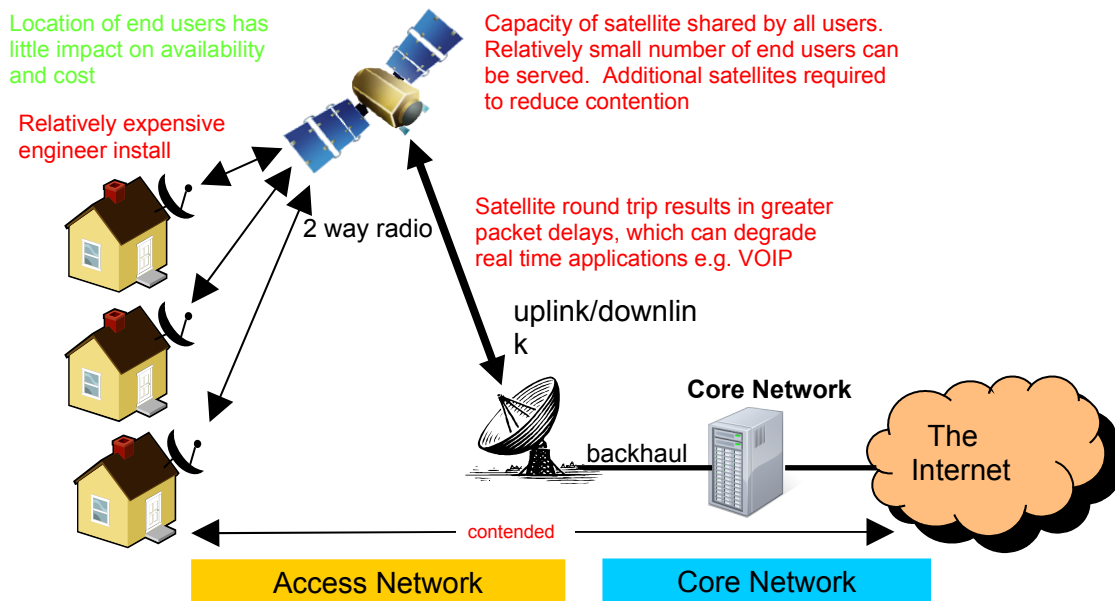 Location of end users has
little impact on availability
and cost
Capacity of satellite shared by all users.
Relatively small number of end users can
be served. Additional satellites required
to reduce contention
Relatively expensive
engineer install
2 way radio
Satellite round trip results in greater
packet delays, which can degrade
real time applications e.g. VOIP
uplink/downlin
k
Core Network
backhaul
The
Internet
contended
Access Network
Core Network